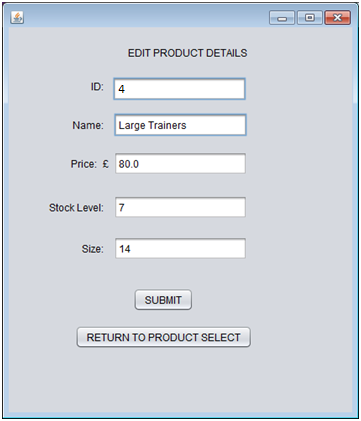 EDIT PRODUCT DETAILS
ID: 4
Name: Large Trainers
Price: £ 80.0
Stock Level: 7
Size: 14
SUBMIT
RETURN TO PRODUCT SELECT